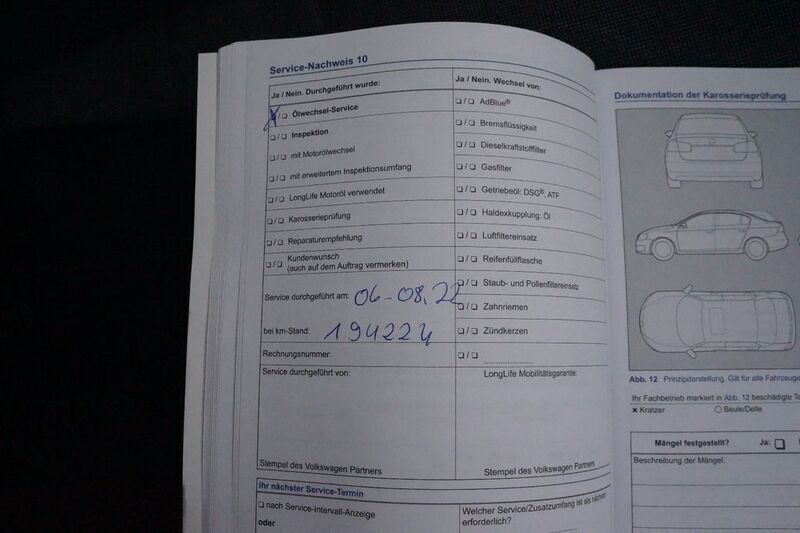 Service-Nachweis 10
Ja / Nein. Durchgeführt wurde:
❏ / ❏ Ölwechsel-Service
❏ / ❏ Inspektion
❏ / ❏ mit Motorölwechsel
❏ / ❏ mit erweitertem Inspektionsumfang
❏ / ❏ LongLife Motoröl verwendet
❏ / ❏ Karosserieprüfung
❏ / ❏ Reparaturempfehlung
❏ / ❏ Kundenwunsch
(auch auf dem Auftrag vermerken)
Service durchgeführt am: 06-08.22
bei km-Stand: 194224
Rechnungsnummer:
Service durchgeführt von:
Stempel des Volkswagen Partners
Ja / Nein. Wechsel von:
❏ / ❏ AdBlue®
❏ / ❏ Bremsflüssigkeit
❏ / ❏ Dieselkraftstofffilter
❏ / ❏ Gasfilter
❏ / ❏ Getriebeöl: DSG®, ATF
❏ / ❏ Haldexkupplung: Öl
❏ / ❏ Luftfiltereinsatz
❏ / ❏ Reifenfüllflasche
❏ / ❏ Staub- und Pollenfiltereinsatz
❏ / ❏ Zahnriemen
❏ / ❏ Zündkerzen
❏ / ❏ ....................
LongLife Mobilitätsgarantie:
Stempel des Volkswagen Partners
Ihr nächster Service-Termin
❏ nach Service-Intervall-Anzeige
oder
Welcher Service/Zusatzumfang ist als nächstes
erforderlich?
Dokumentation der Karosserieprüfung
Abb. 12 Prinzipdarstellung. Gilt für alle Fahrzeuge
Ihr Fachbetrieb markiert in Abb. 12 beschädigte
× Kratzer ○ Beule/Delle
Mängel festgestellt? Ja: ❏
Beschreibung der Mängel: